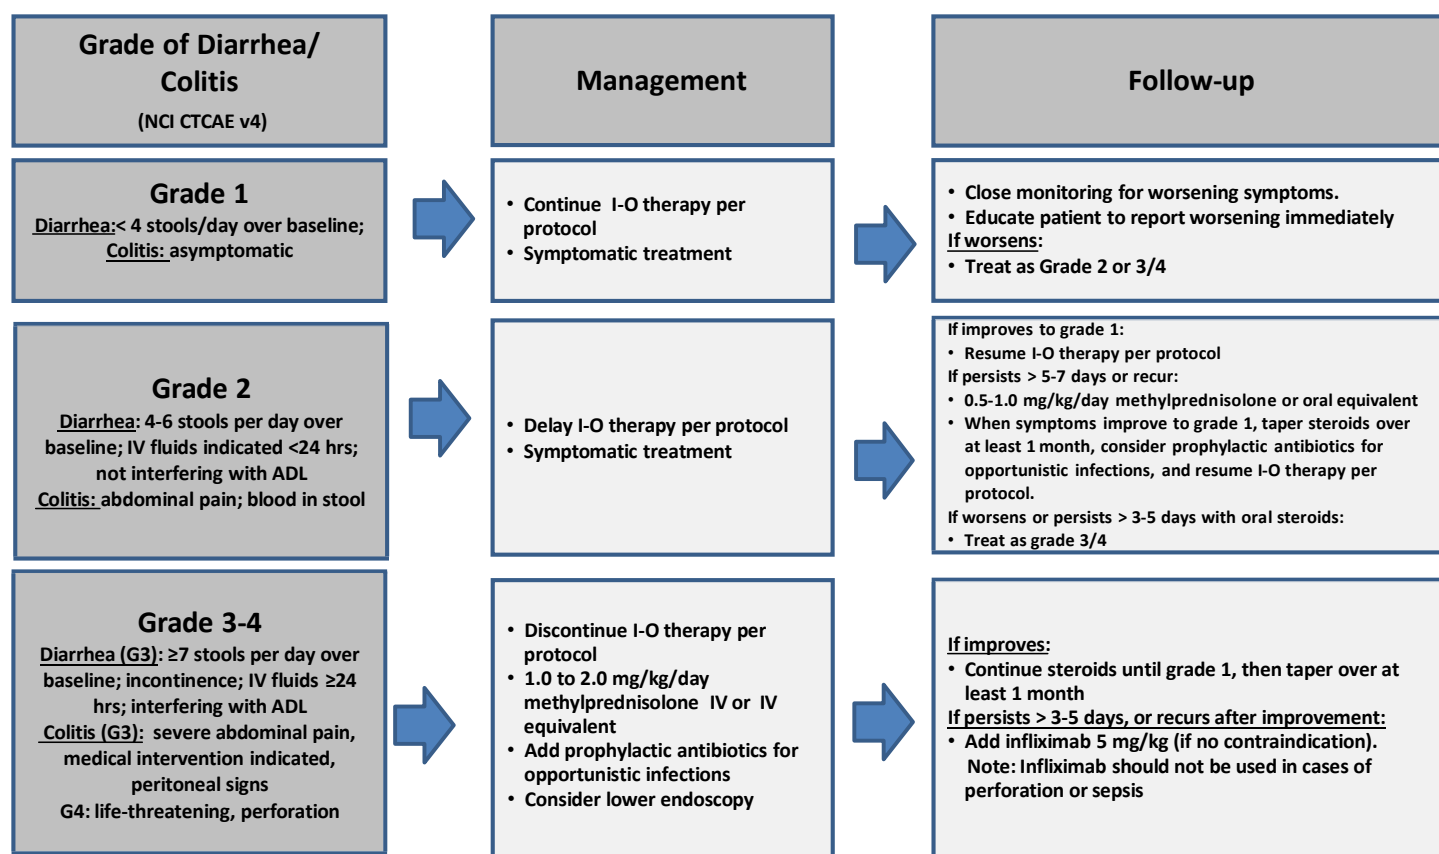 Grade of Diarrhea/
Colitis
(NCI CTCAE v4)
Management
Follow-up
Grade 1
Diarrhea:< 4 stools/day over baseline;
Colitis: asymptomatic
• Continue I-O therapy per
protocol
• Symptomatic treatment
• Close monitoring for worsening symptoms.
• Educate patient to report worsening immediately
If worsens:
• Treat as Grade 2 or 3/4
Grade 2
Diarrhea: 4-6 stools per day over
baseline; IV fluids indicated <24 hrs;
not interfering with ADL
Colitis: abdominal pain; blood in stool
• Delay I-O therapy per protocol
• Symptomatic treatment
If improves to grade 1:
• Resume I-O therapy per protocol
If persists > 5-7 days or recur:
• 0.5-1.0 mg/kg/day methylprednisolone or oral equivalent
• When symptoms improve to grade 1, taper steroids over
at least 1 month, consider prophylactic antibiotics for
opportunistic infections, and resume I-O therapy per
protocol.
If worsens or persists > 3-5 days with oral steroids:
• Treat as grade 3/4
Grade 3-4
Diarrhea (G3): ≥7 stools per day over
baseline; incontinence; IV fluids ≥24
hrs; interfering with ADL
Colitis (G3): severe abdominal pain,
medical intervention indicated,
peritoneal signs
G4: life-threatening, perforation
• Discontinue I-O therapy per
protocol
• 1.0 to 2.0 mg/kg/day
methylprednisolone IV or IV
equivalent
• Add prophylactic antibiotics for
opportunistic infections
• Consider lower endoscopy
If improves:
• Continue steroids until grade 1, then taper over at
least 1 month
If persists > 3-5 days, or recurs after improvement:
• Add infliximab 5 mg/kg (if no contraindication).
Note: Infliximab should not be used in cases of
perforation or sepsis